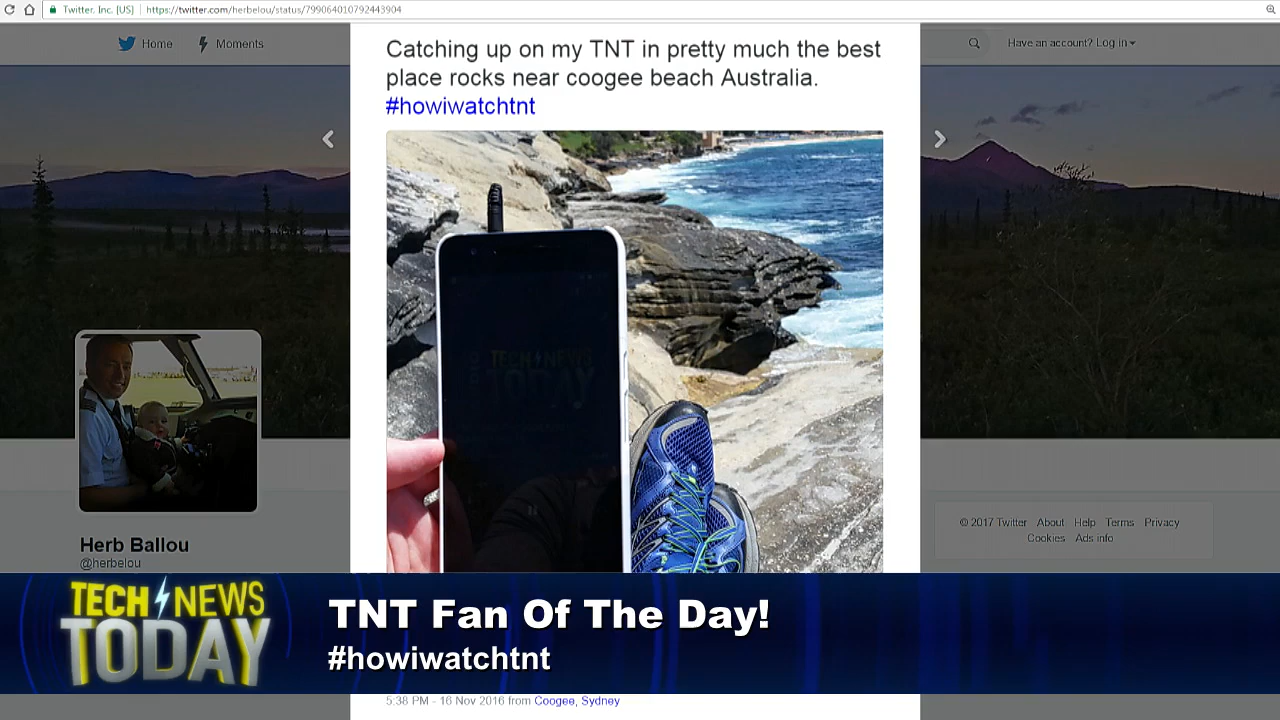 Twitter, Inc. [US] https://twitter.com/herbelou/status/799064010792443904
Home Moments
Have an account? Log in
Catching up on my TNT in pretty much the best
place rocks near coogee beach Australia.
#howiwatchtnt
TECH NEWS
TODAY
Herb Ballou
@herbelou
© 2017 Twitter About Help Terms Privacy
Cookies Ads info
TECH NEWS
TODAY
TNT Fan Of The Day!
#howiwatchtnt
5:38 PM - 16 Nov 2016 from Coogee, Sydney